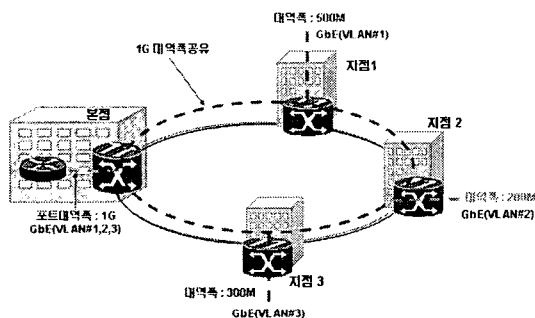 대역폭 : 500M
GbE(VLAN#1)
1G 대역폭공유
지점1
본점
지점 2
포트대역폭 : 1G
GbE(VLAN#1,2,3)
대역폭 : 200M
GbE(VLAN#2)
지점 3
대역폭 : 300M
GbE(VLAN#3)